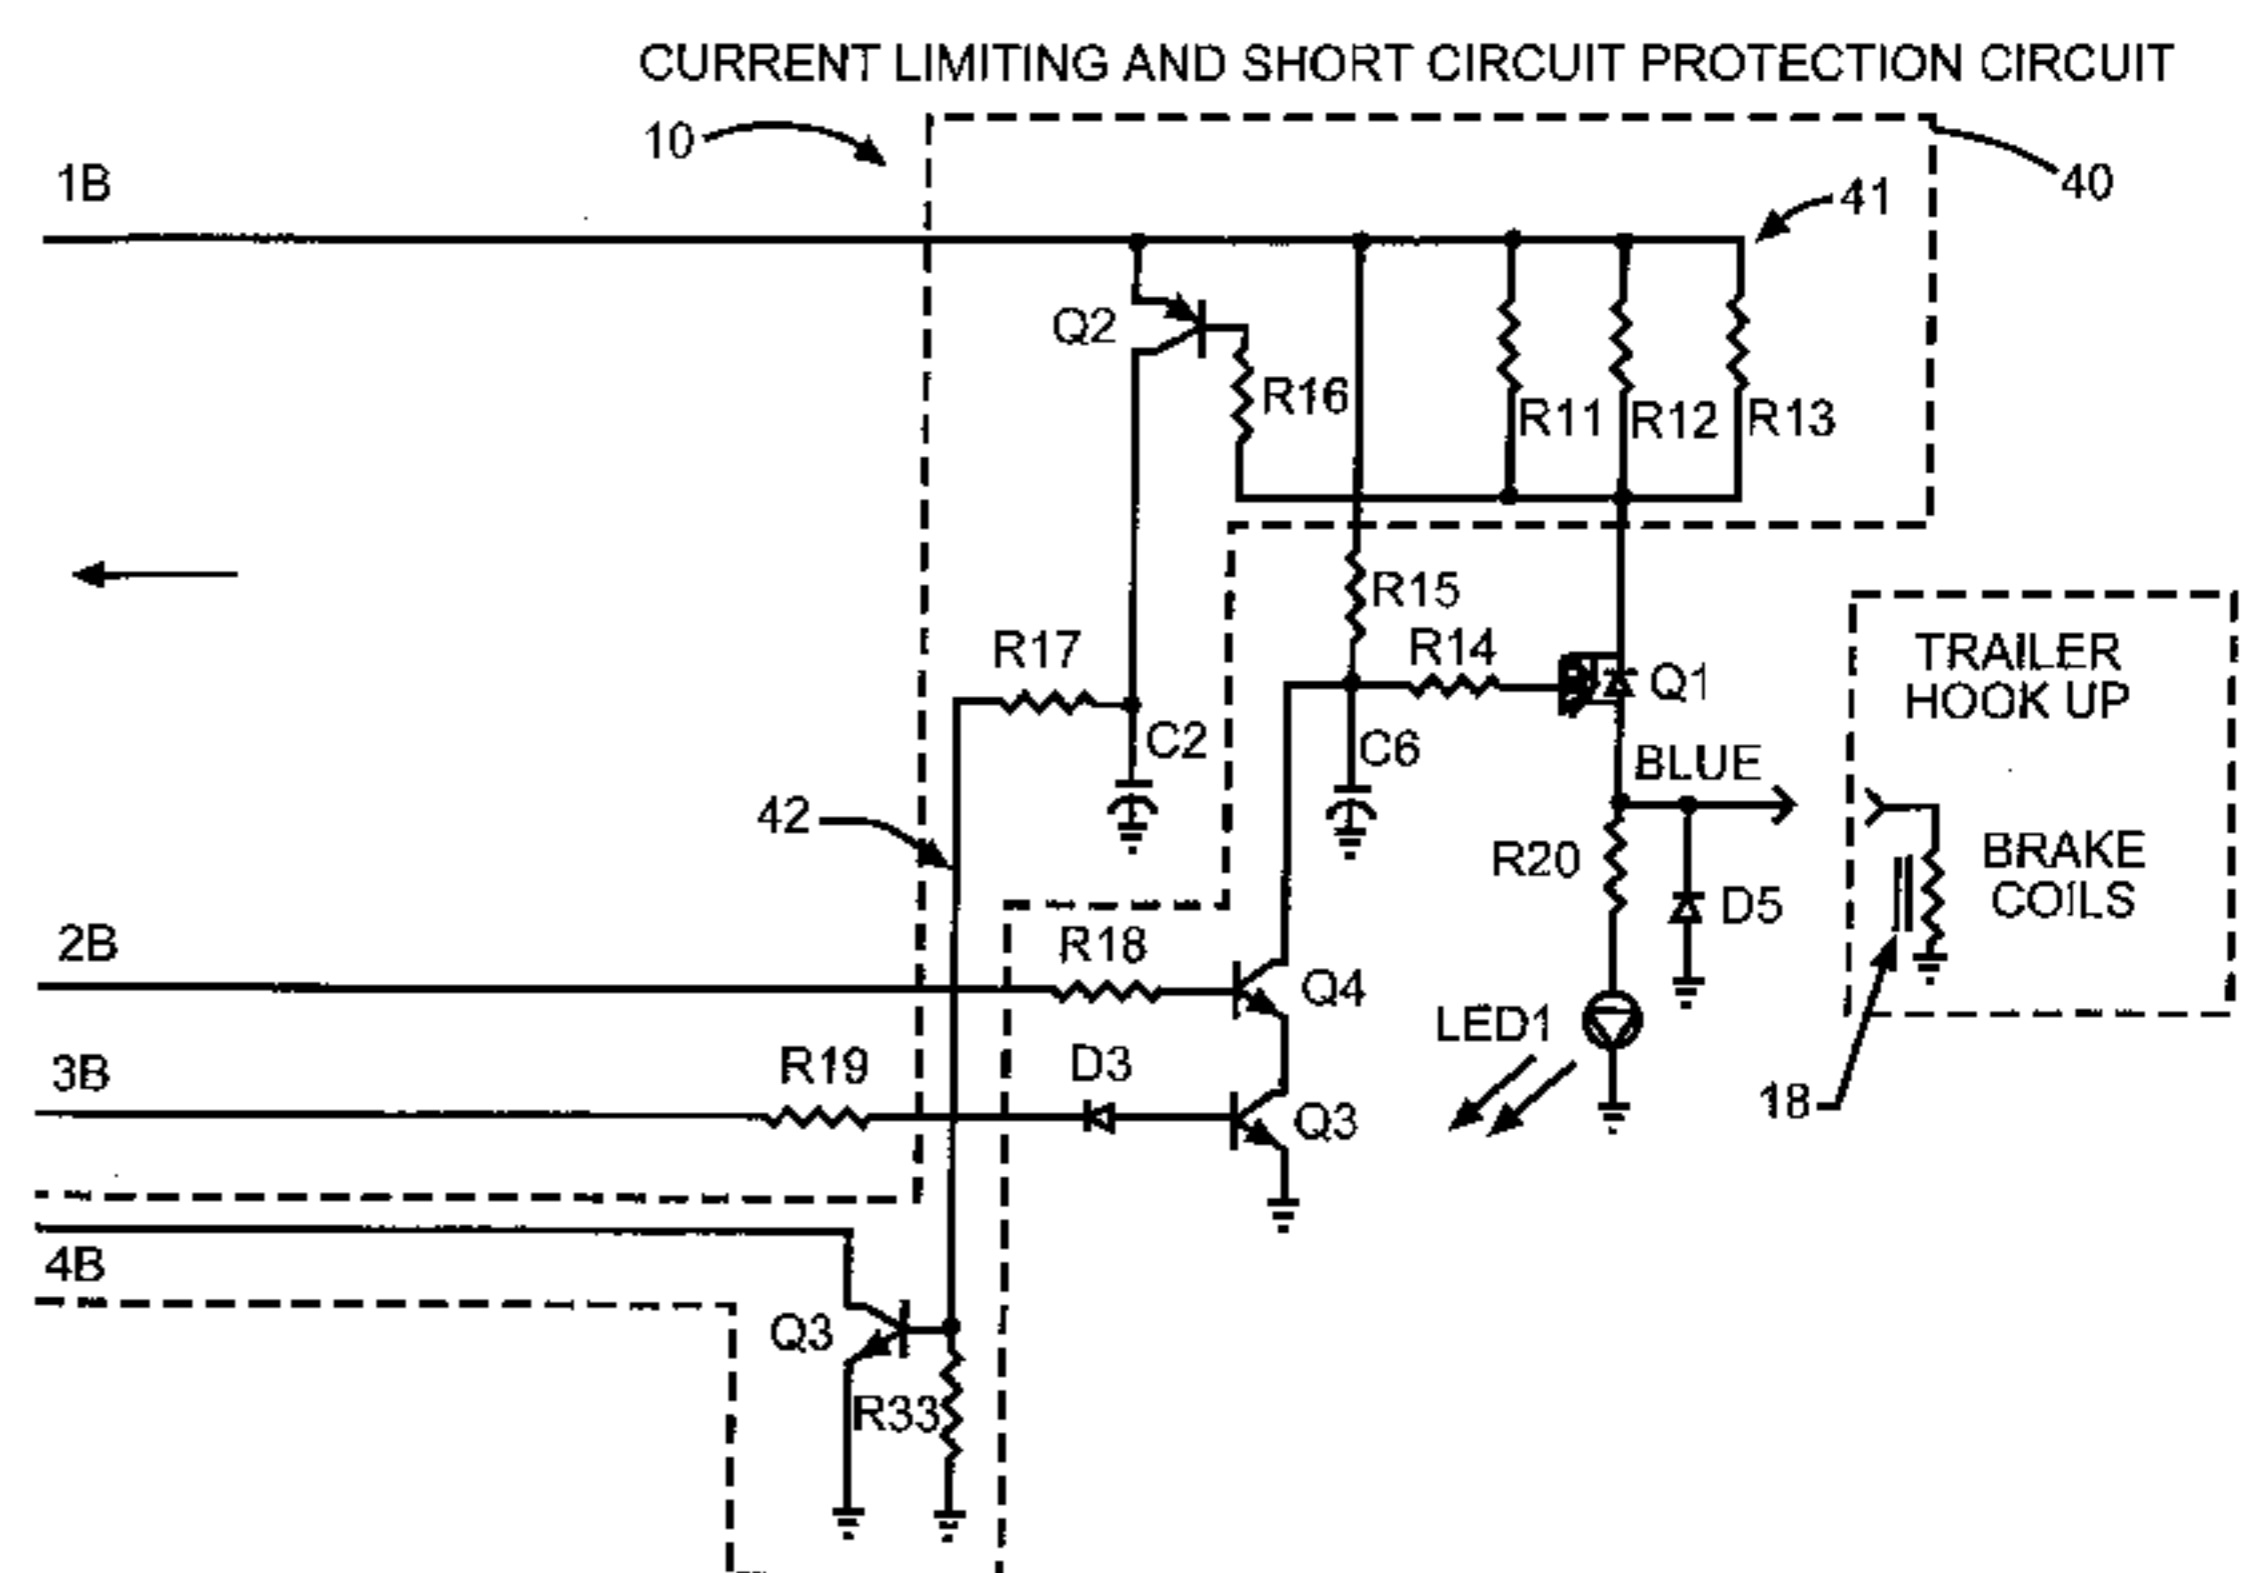 CURRENT LIMITING AND SHORT CIRCUIT PROTECTION CIRCUIT
10
40
1B
41
Q2
R16
R11
R12
R13
R15
R17
R14
Q1
TRAILER
HOOK UP
C2
C6
BLUE
42
R20
D5
BRAKE
COILS
2B
R18
Q4
LED1
3B
R19
D3
Q3
18
4B
Q3
R33